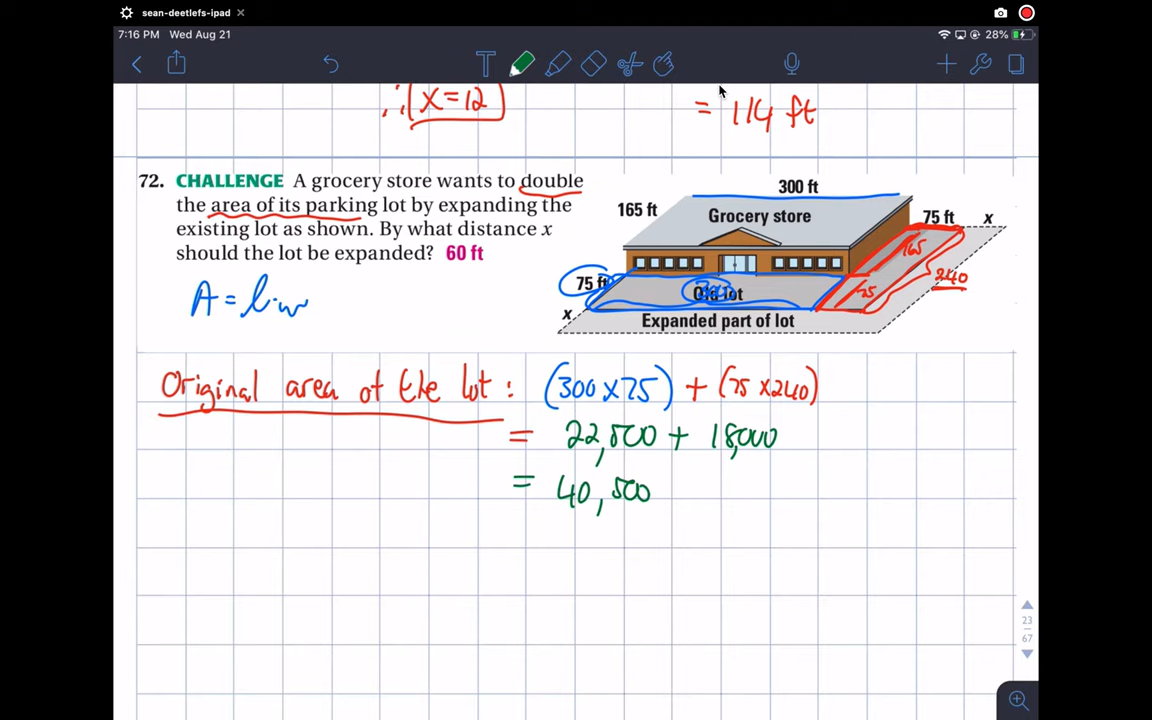 sean-deetlefs-ipad ×
7:16 PM Wed Aug 21
28%
T
∴ x=12
= 114 ft
72. CHALLENGE A grocery store wants to double
the area of its parking lot by expanding the
existing lot as shown. By what distance x
should the lot be expanded? 60 ft
300 ft
165 ft
Grocery store
75 ft
x
165
75 ft
300
Old lot
75
240
x
Expanded part of lot
A = l·w
Original area of the lot : (300 x 75) + (75 x 240)
= 22,500 + 18,000
= 40,500
23
67